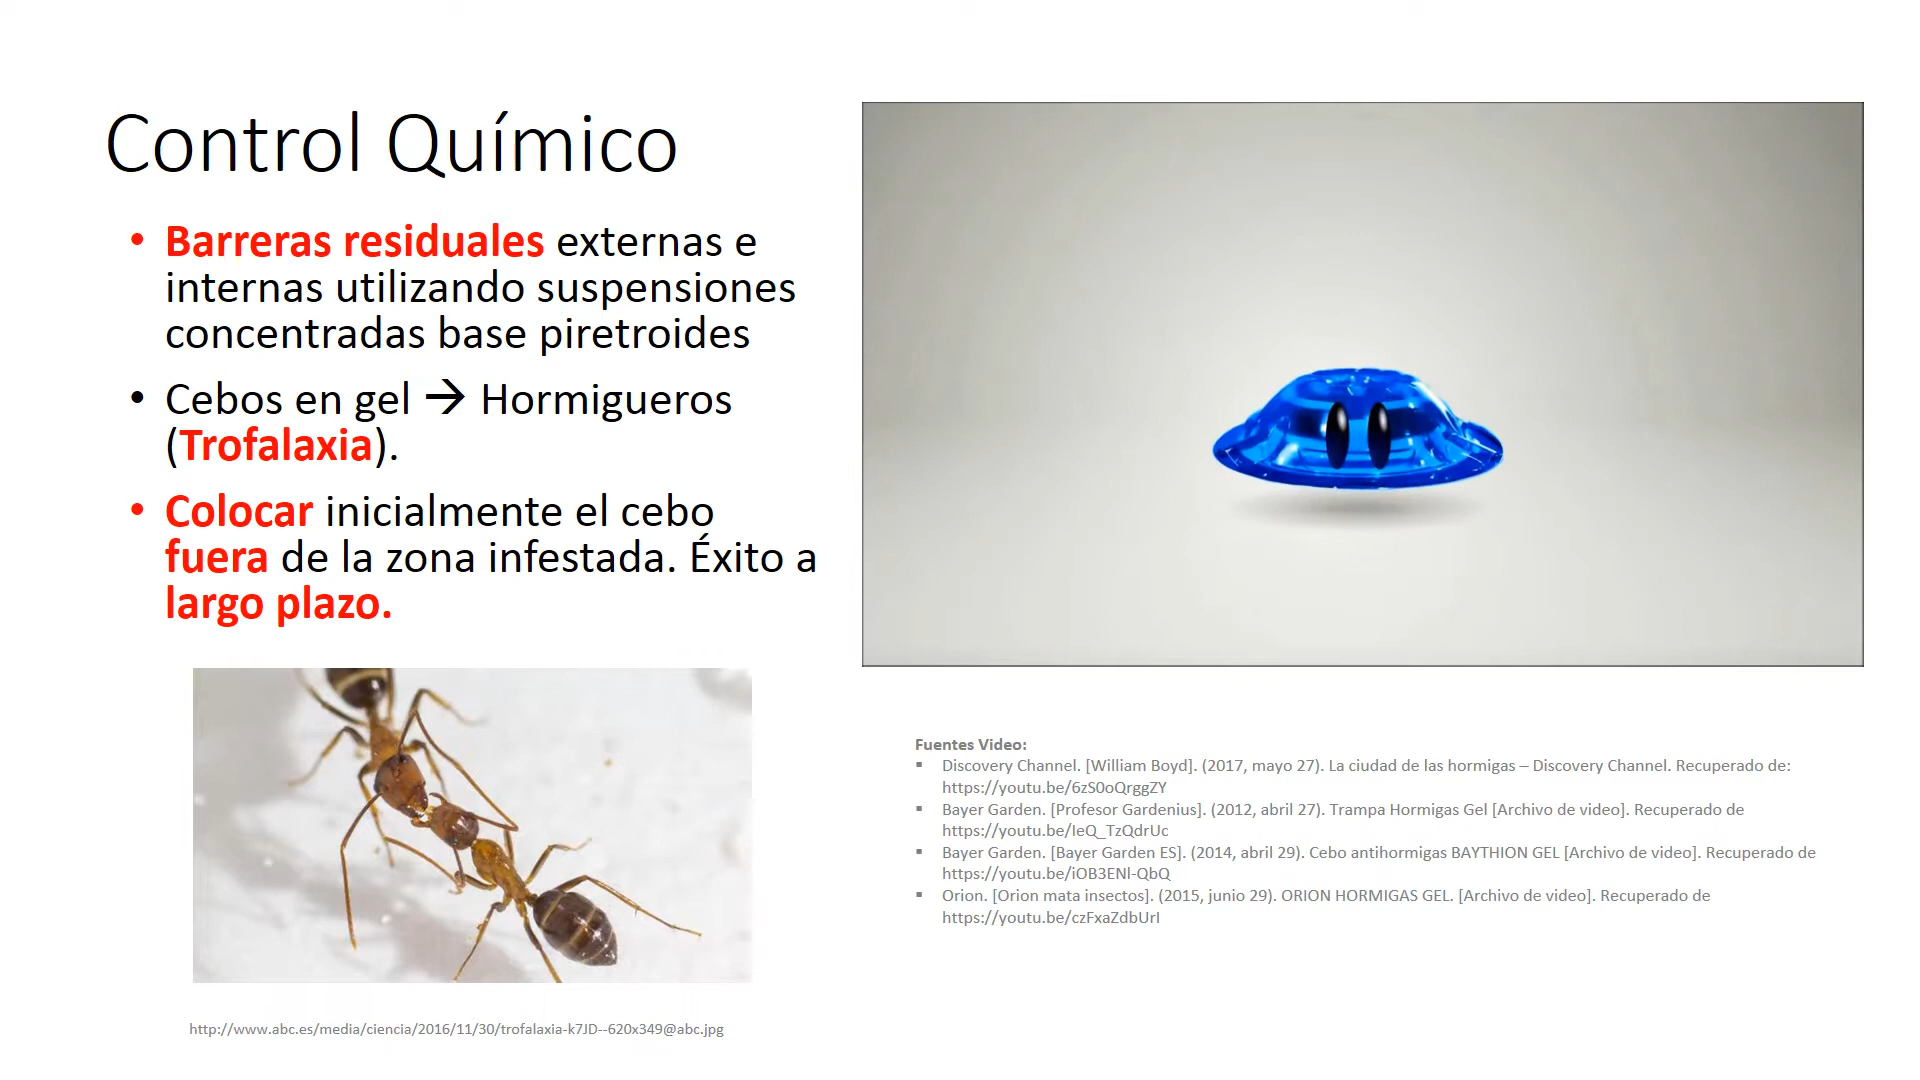 Control Químico
• Barreras residuales externas e
internas utilizando suspensiones
concentradas base piretroides
• Cebos en gel → Hormigueros
(Trofalaxia).
• Colocar inicialmente el cebo
fuera de la zona infestada. Éxito a
largo plazo.
http://www.abc.es/media/ciencia/2016/11/30/trofalaxia-k7JD--620x349@abc.jpg
Fuentes Video:
▪ Discovery Channel. [William Boyd]. (2017, mayo 27). La ciudad de las hormigas – Discovery Channel. Recuperado de:
https://youtu.be/6zS0oQrggZY
▪ Bayer Garden. [Profesor Gardenius]. (2012, abril 27). Trampa Hormigas Gel [Archivo de video]. Recuperado de
https://youtu.be/IeQ_TzQdrUc
▪ Bayer Garden. [Bayer Garden ES]. (2014, abril 29). Cebo antihormigas BAYTHION GEL [Archivo de video]. Recuperado de
https://youtu.be/iOB3ENl-QbQ
▪ Orion. [Orion mata insectos]. (2015, junio 29). ORION HORMIGAS GEL. [Archivo de video]. Recuperado de
https://youtu.be/czFxaZdbUrI